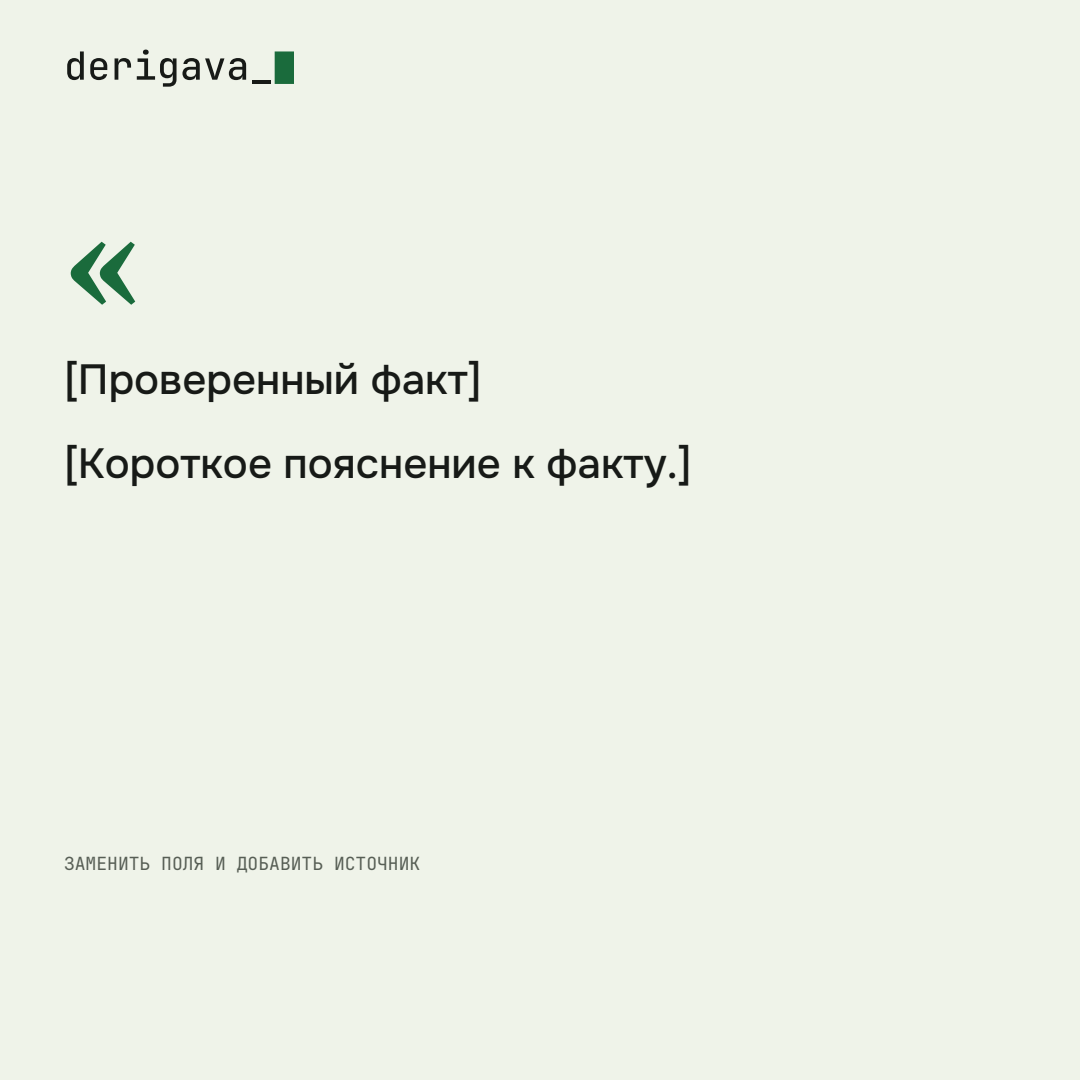 derigava_
«
[Проверенный факт]
[Короткое пояснение к факту.]
ЗАМЕНИТЬ ПОЛЯ И ДОБАВИТЬ ИСТОЧНИК